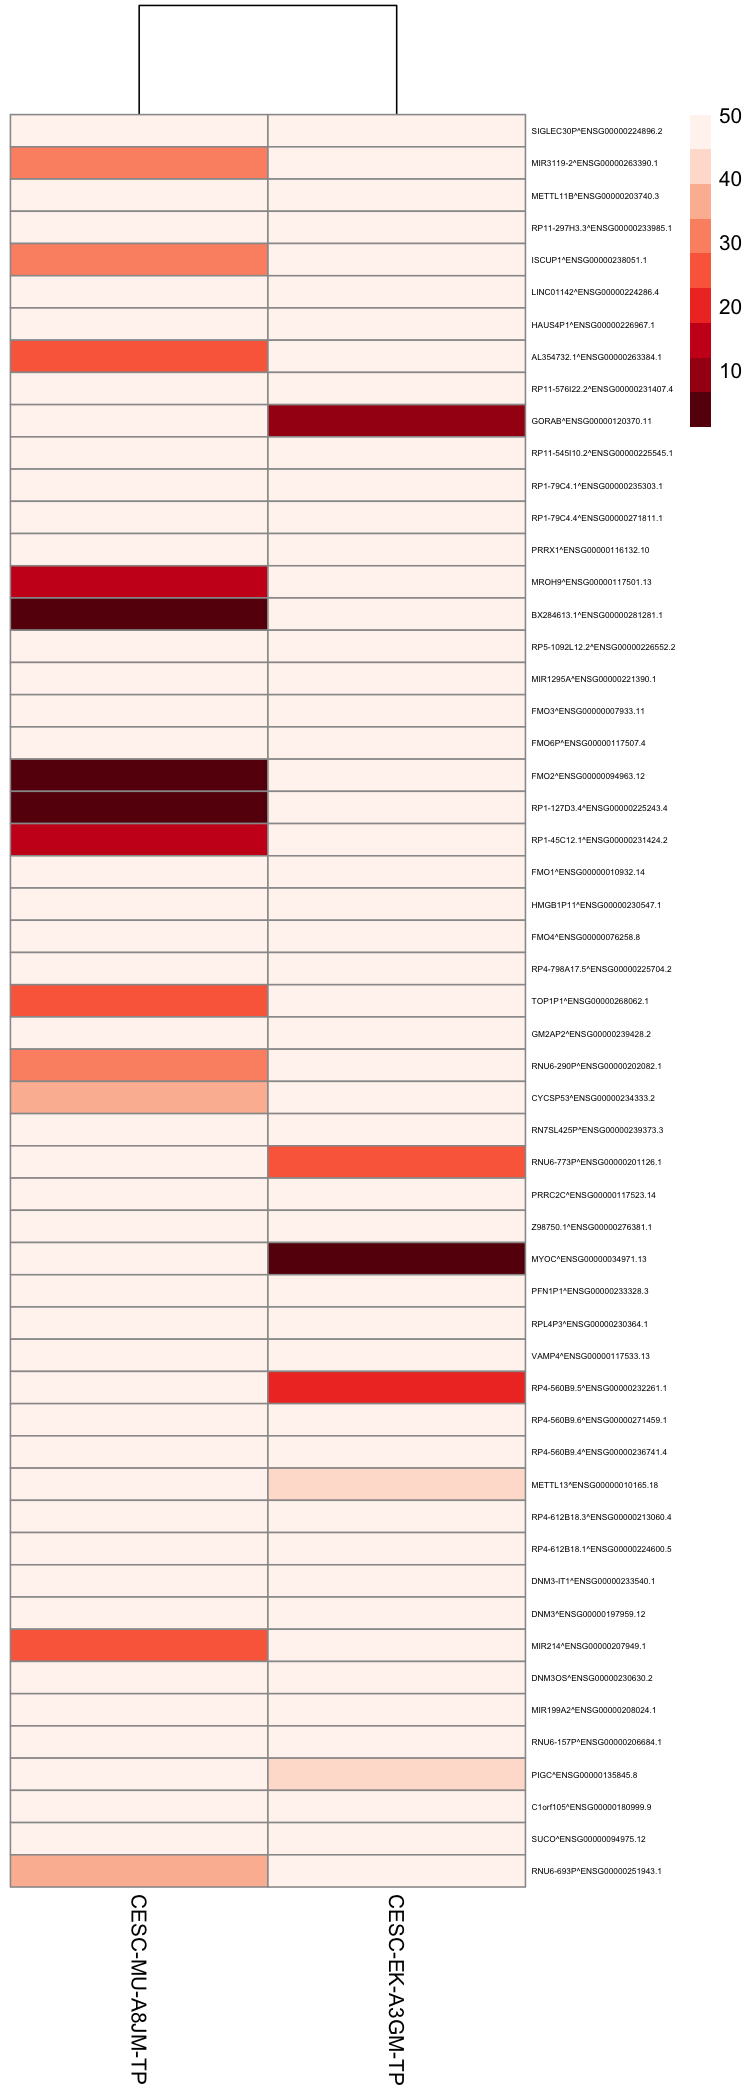 SIGLEC30P^ENSG00000224896.2
MIR3119-2^ENSG00000263390.1
METTL11B^ENSG00000203740.3
RP11-297H3.3^ENSG00000233985.1
ISCUP1^ENSG00000238051.1
LINC01142^ENSG00000224286.4
HAUS4P1^ENSG00000226967.1
AL354732.1^ENSG00000263384.1
RP11-576I22.2^ENSG00000231407.4
GORAB^ENSG00000120370.11
RP11-545I10.2^ENSG00000225545.1
RP1-79C4.1^ENSG00000235303.1
RP1-79C4.4^ENSG00000271811.1
PRRX1^ENSG00000116132.10
MROH9^ENSG00000117501.13
BX284613.1^ENSG00000281281.1
RP5-1092L12.2^ENSG00000226552.2
MIR1295A^ENSG00000221390.1
FMO3^ENSG00000007933.11
FMO6P^ENSG00000117507.4
FMO2^ENSG00000094963.12
RP1-127D3.4^ENSG00000225243.4
RP1-45C12.1^ENSG00000231424.2
FMO1^ENSG00000010932.14
HMGB1P11^ENSG00000230547.1
FMO4^ENSG00000076258.8
RP4-798A17.5^ENSG00000225704.2
TOP1P1^ENSG00000268062.1
GM2AP2^ENSG00000239428.2
RNU6-290P^ENSG00000202082.1
CYCSP53^ENSG00000234333.2
RN7SL425P^ENSG00000239373.3
RNU6-773P^ENSG00000201126.1
PRRC2C^ENSG00000117523.14
Z98750.1^ENSG00000276381.1
MYOC^ENSG00000034971.13
PFN1P1^ENSG00000233328.3
RPL4P3^ENSG00000230364.1
VAMP4^ENSG00000117533.13
RP4-560B9.5^ENSG00000232261.1
RP4-560B9.6^ENSG00000271459.1
RP4-560B9.4^ENSG00000236741.4
METTL13^ENSG00000010165.18
RP4-612B18.3^ENSG00000213060.4
RP4-612B18.1^ENSG00000224600.5
DNM3-IT1^ENSG00000233540.1
DNM3^ENSG00000197959.12
MIR214^ENSG00000207949.1
DNM3OS^ENSG00000230630.2
MIR199A2^ENSG00000208024.1
RNU6-157P^ENSG00000206684.1
PIGC^ENSG00000135845.8
C1orf105^ENSG00000180999.9
SUCO^ENSG00000094975.12
RNU6-693P^ENSG00000251943.1
50
40
30
20
10
CESC-MU-A8JM-TP
CESC-EK-A3GM-TP